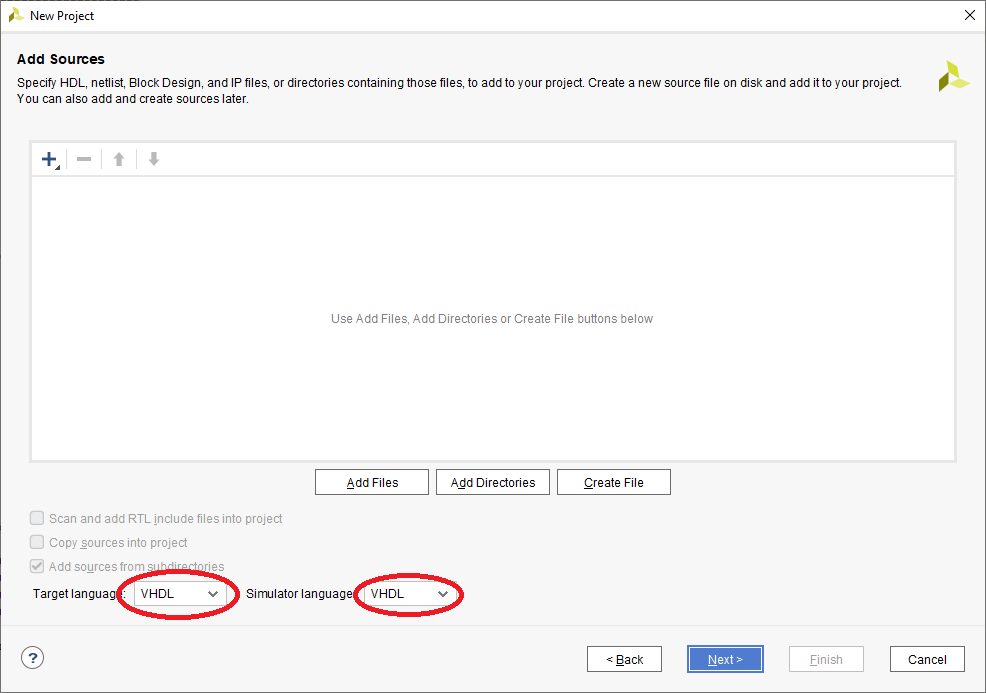 New Project
Add Sources
Specify HDL, netlist, Block Design, and IP files, or directories containing those files, to add to your project. Create a new source file on disk and add it to your project.
You can also add and create sources later.
Use Add Files, Add Directories or Create File buttons below
Add Files Add Directories Create File
Scan and add RTL include files into project
Copy sources into project
Add sources from subdirectories
Target language: VHDL Simulator language VHDL
? < Back Next > Finish Cancel